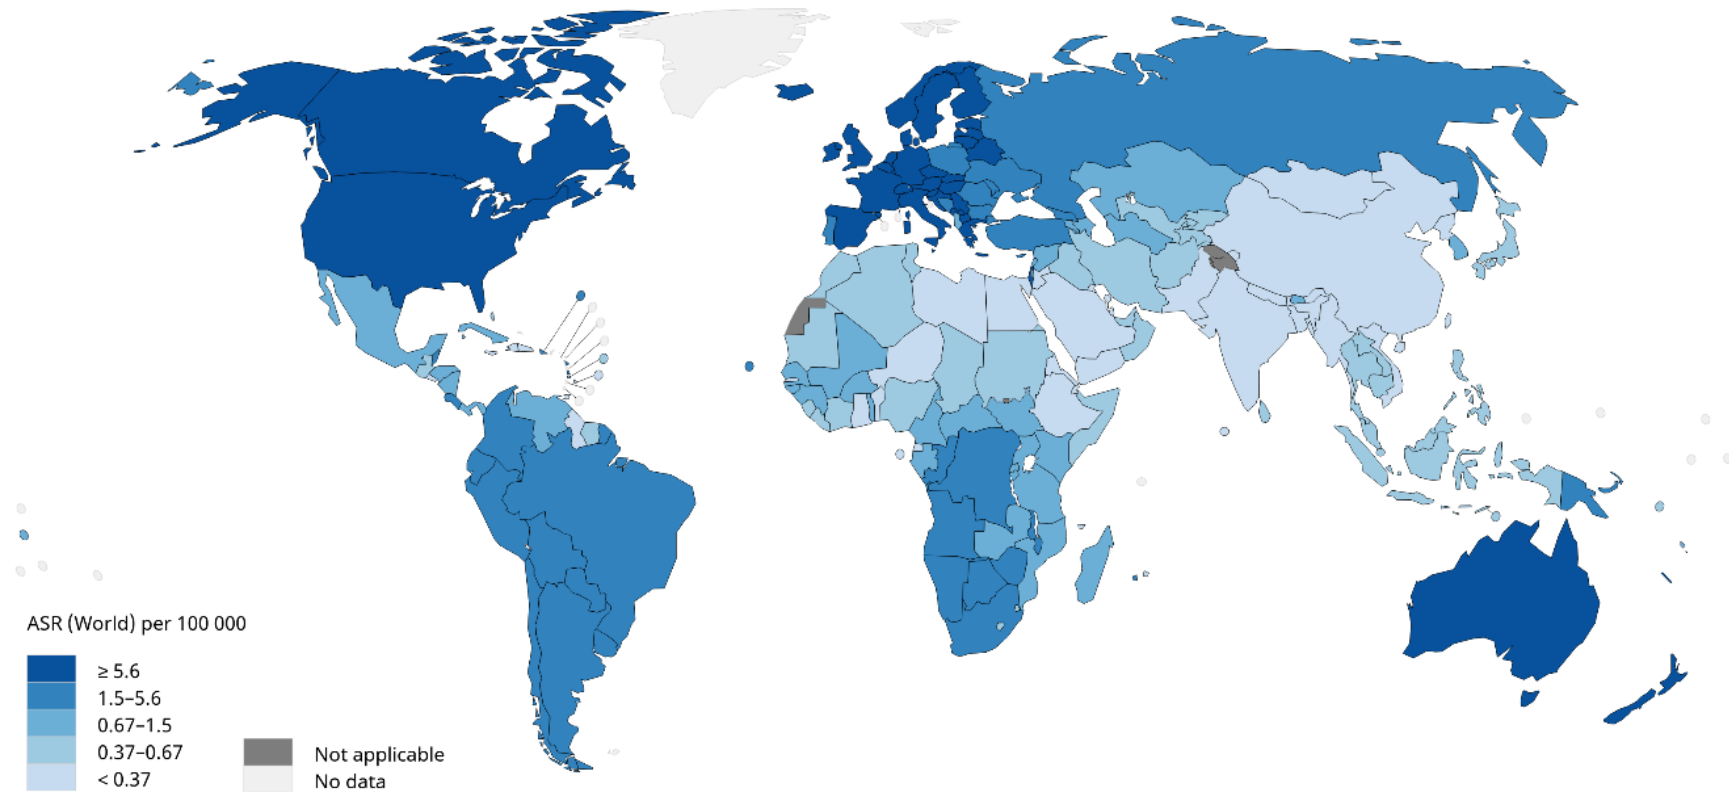 ASR (World) per 100 000
≥ 5.6
1.5–5.6
0.67–1.5
0.37–0.67
< 0.37
Not applicable
No data